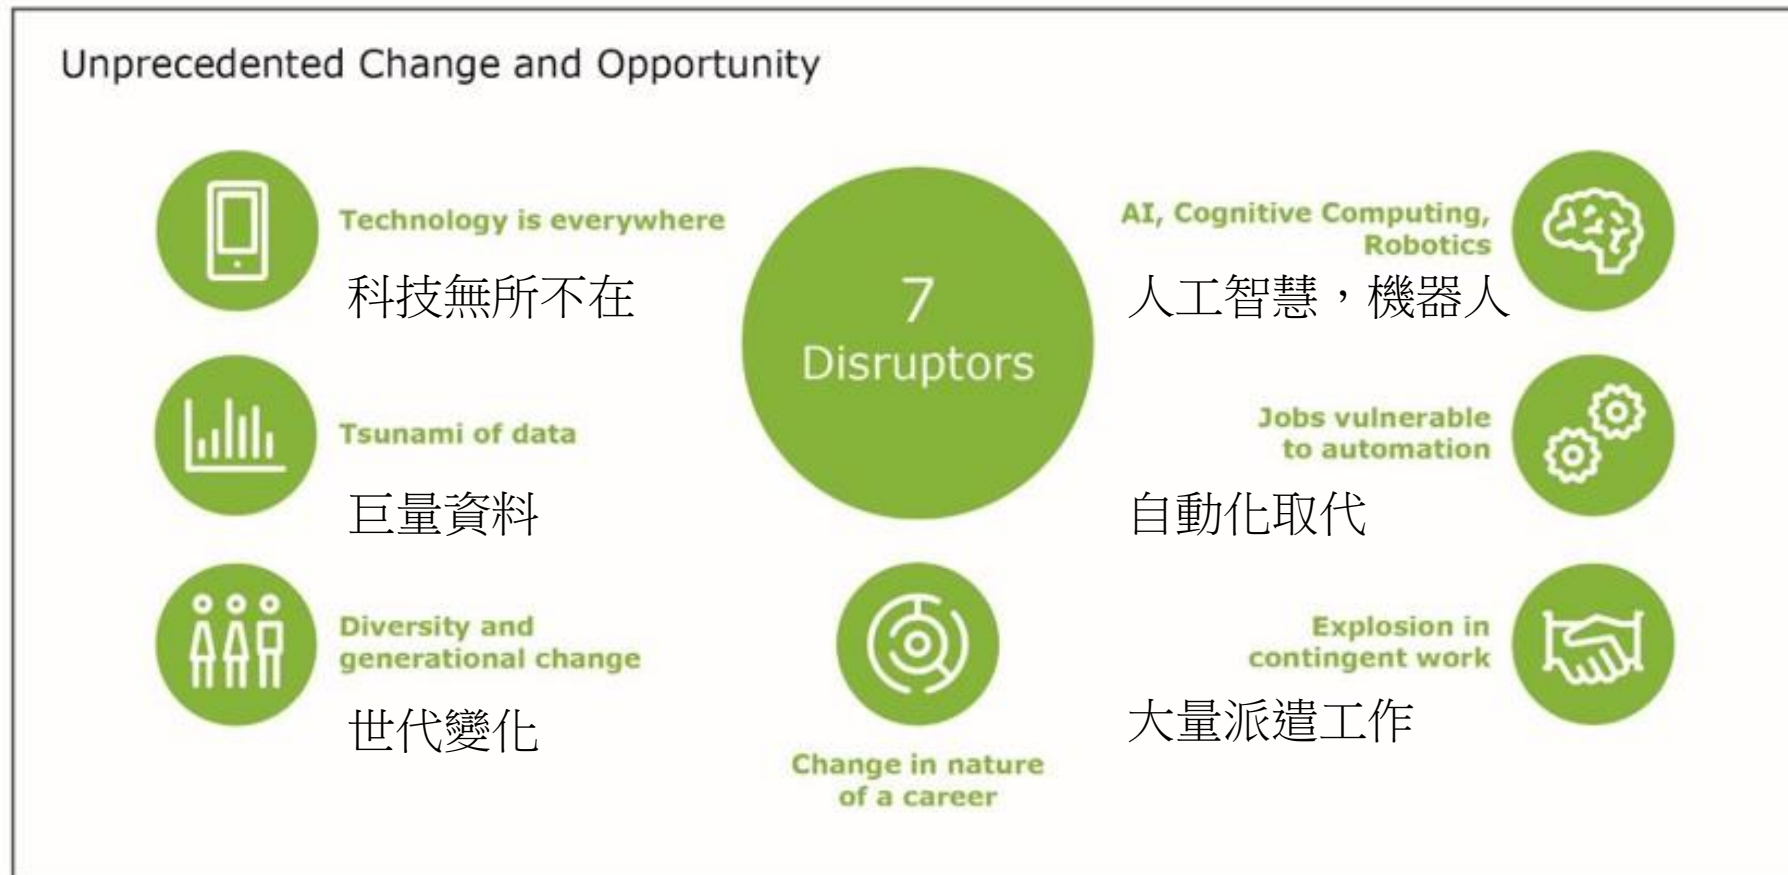 Unprecedented Change and Opportunity
Technology is everywhere
科技無所不在
Tsunami of data
巨量資料
Diversity and
generational change
世代變化
7
Disruptors
Change in nature
of a career
AI, Cognitive Computing,
Robotics
人工智慧，機器人
Jobs vulnerable
to automation
自動化取代
Explosion in
contingent work
大量派遣工作